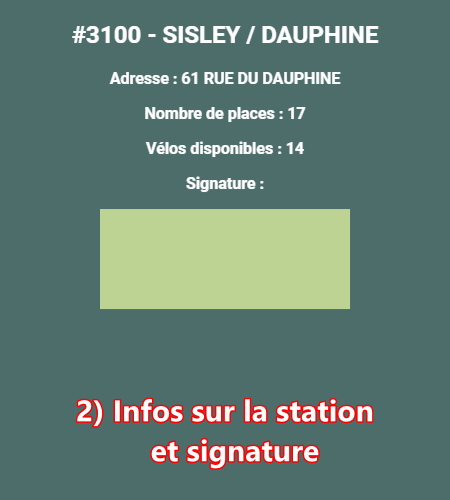 #3100 - SISLEY / DAUPHINE
Adresse : 61 RUE DU DAUPHINE
Nombre de places : 17
Vélos disponibles : 14
Signature :
2) Infos sur la station
et signature